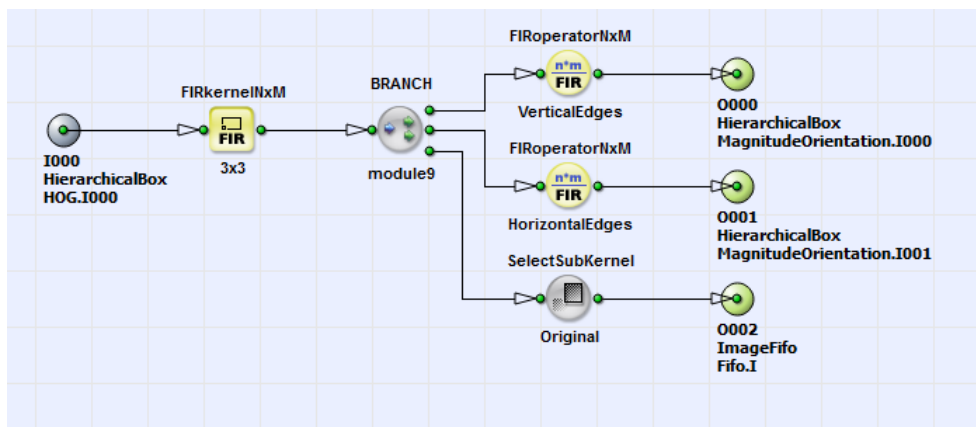 FIRoperatorNxM
n*m
FIR
VerticalEdges
O000
HierarchicalBox
MagnitudeOrientation.I000
FIRkernelNxM
FIR
3x3
BRANCH
module9
I000
HierarchicalBox
HOG.I000
FIRoperatorNxM
n*m
FIR
HorizontalEdges
O001
HierarchicalBox
MagnitudeOrientation.I001
SelectSubKernel
Original
O002
ImageFifo
Fifo.I